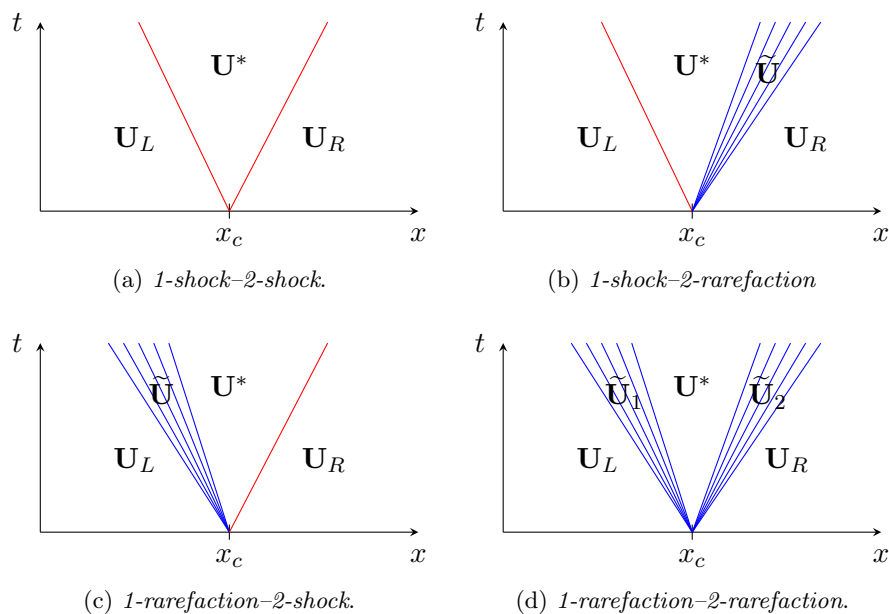 t
U*
U_L
U_R
x_c
x
(a) 1-shock–2-shock.
t
U*
Ũ
U_L
U_R
x_c
x
(b) 1-shock–2-rarefaction
t
Ũ
U*
U_L
U_R
x_c
x
(c) 1-rarefaction–2-shock.
t
Ũ_1
U*
Ũ_2
U_L
U_R
x_c
x
(d) 1-rarefaction–2-rarefaction.